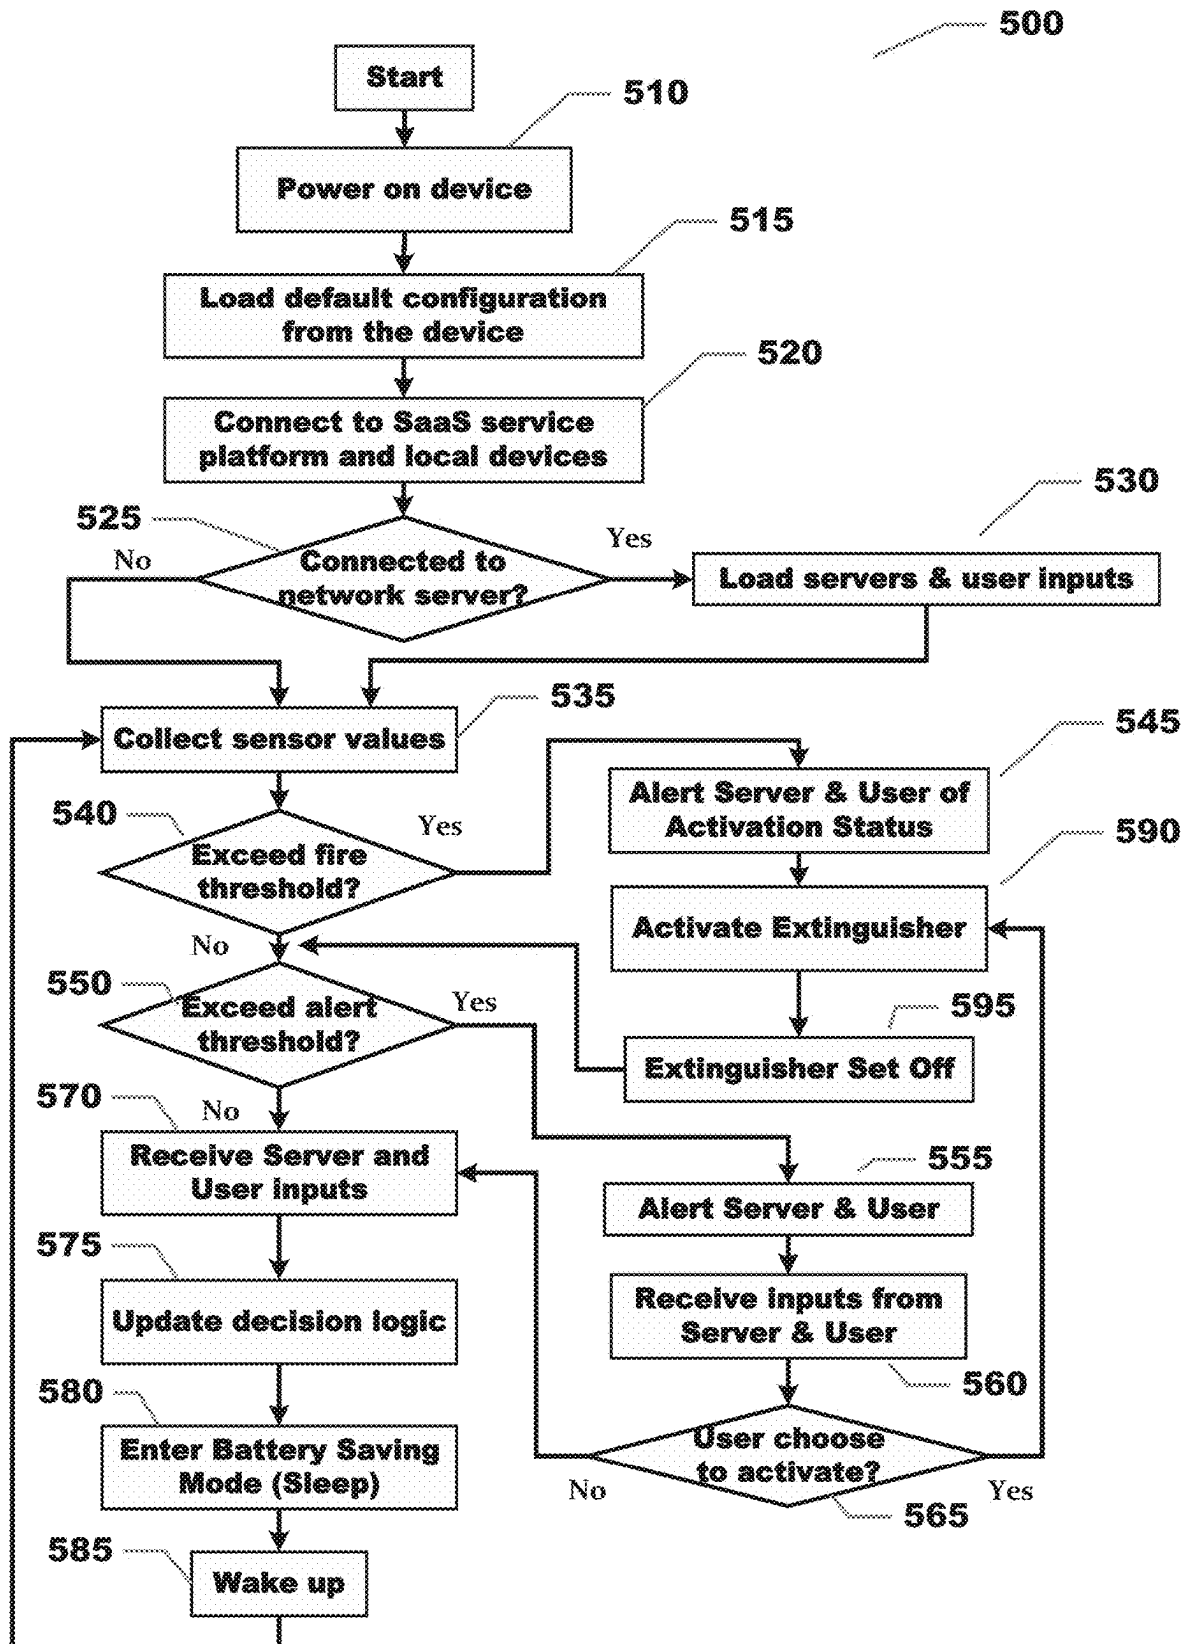 500
Start
510
Power on device
515
Load default configuration
from the device
520
Connect to SaaS service
platform and local devices
525
530
No
Yes
Connected to
network server?
Load servers & user inputs
535
Collect sensor values
545
Alert Server & User of
Activation Status
540
Yes
Exceed fire
threshold?
590
Activate Extinguisher
No
550
Yes
Exceed alert
threshold?
595
Extinguisher Set Off
570
No
Receive Server and
User inputs
555
Alert Server & User
575
Update decision logic
Receive inputs from
Server & User
560
580
Enter Battery Saving
Mode (Sleep)
User choose
to activate?
No
Yes
565
585
Wake up